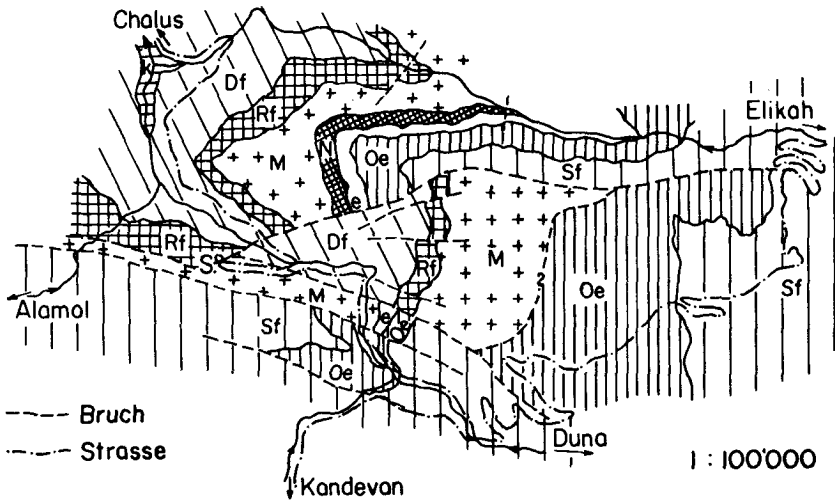 Chalus
k
Df
Rf
M
N
Oe
Elikah
Sf
e
Df
Rf
Rf
M
Oe
Sf
Alamol
M
e
Sf
Oe
Bruch
Strasse
Duna
1 : 100'000
Kandevan